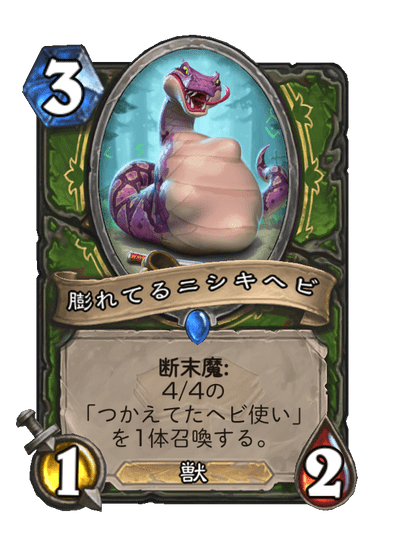 3
膨れてるニシキヘビ
断末魔:
4/4の
「つかえてたヘビ使い」
を1体召喚する。
獣
1
2